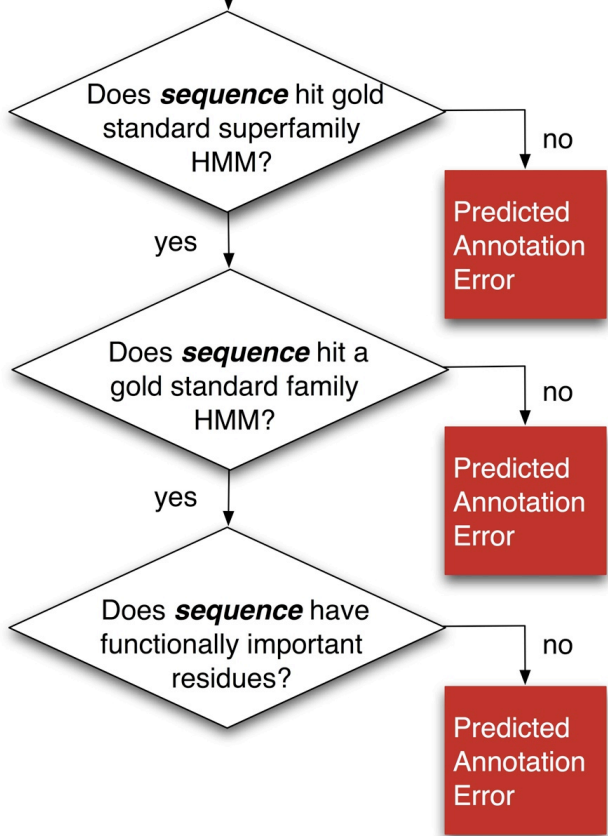 Does sequence hit gold
standard superfamily
HMM?
no
Predicted
Annotation
Error
yes
Does sequence hit a
gold standard family
HMM?
no
Predicted
Annotation
Error
yes
Does sequence have
functionally important
residues?
no
Predicted
Annotation
Error